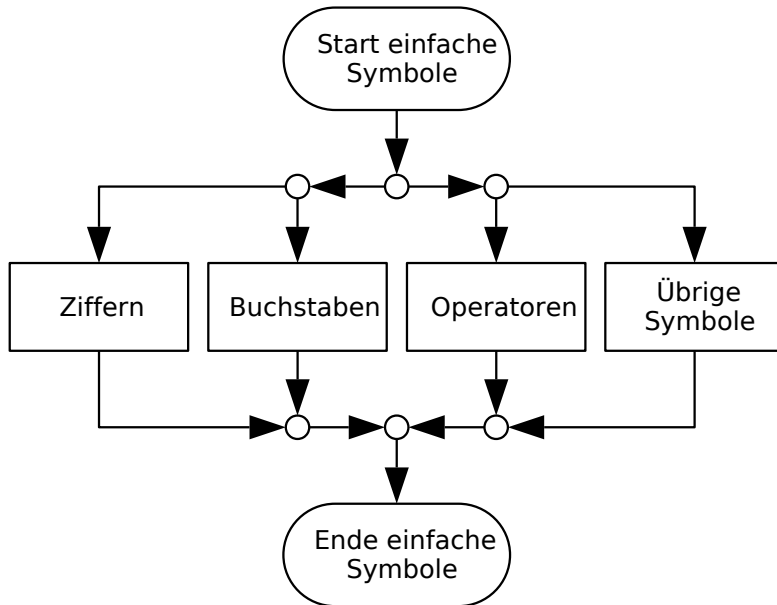 Start einfache
Symbole
Ziffern
Buchstaben
Operatoren
Übrige
Symbole
Ende einfache
Symbole